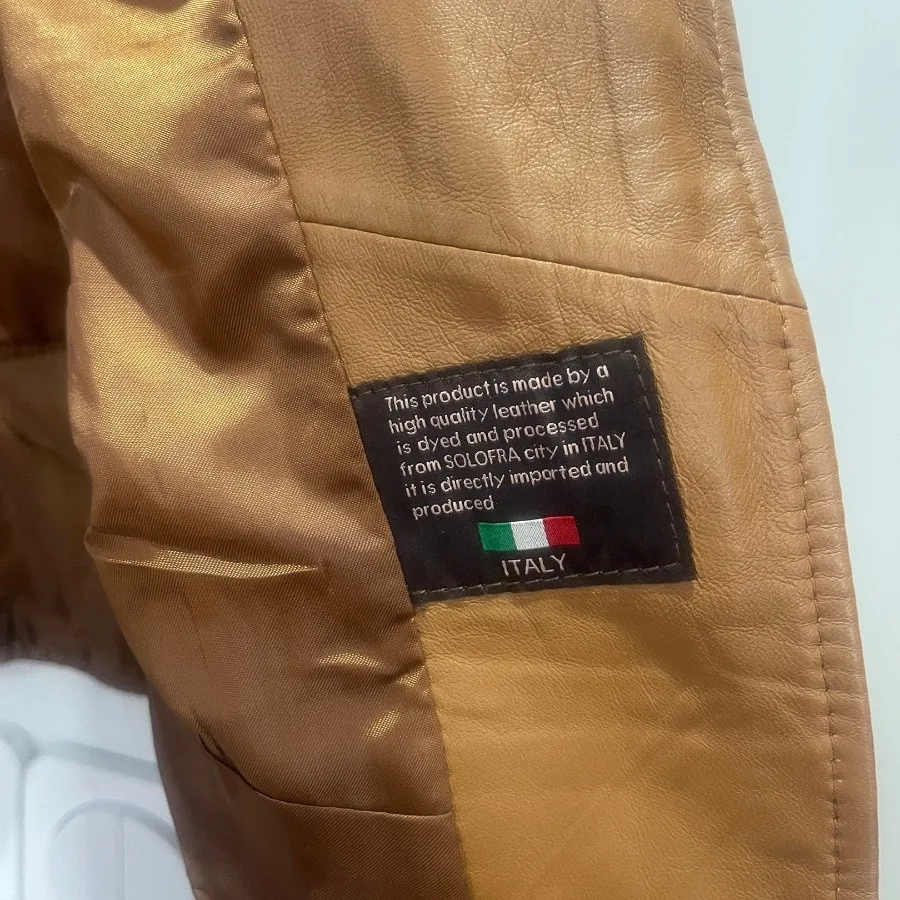 This product is made by a
high quality leather which
is dyed and processed
from SOLOFRA city in ITALY
it is directly imported and
produced
ITALY